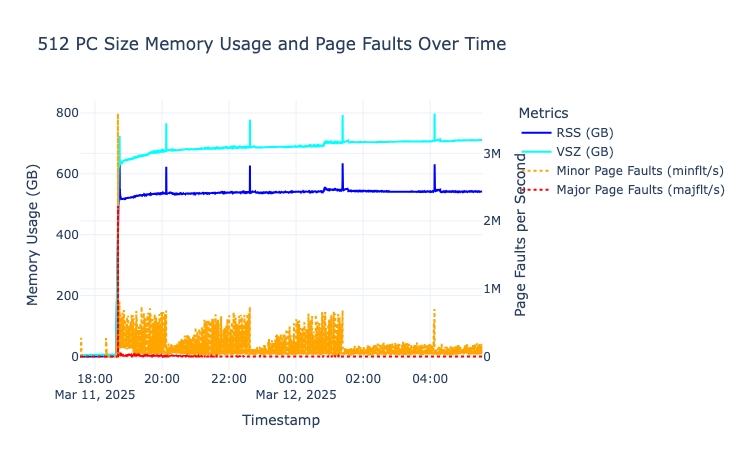 512 PC Size Memory Usage and Page Faults Over Time
Metrics
RSS (GB)
VSZ (GB)
Minor Page Faults (minflt/s)
Major Page Faults (majflt/s)
Memory Usage (GB)
800
600
400
200
0
Page Faults per Second
3M
2M
1M
0
18:00
Mar 11, 2025
20:00
22:00
00:00
Mar 12, 2025
02:00
04:00
Timestamp